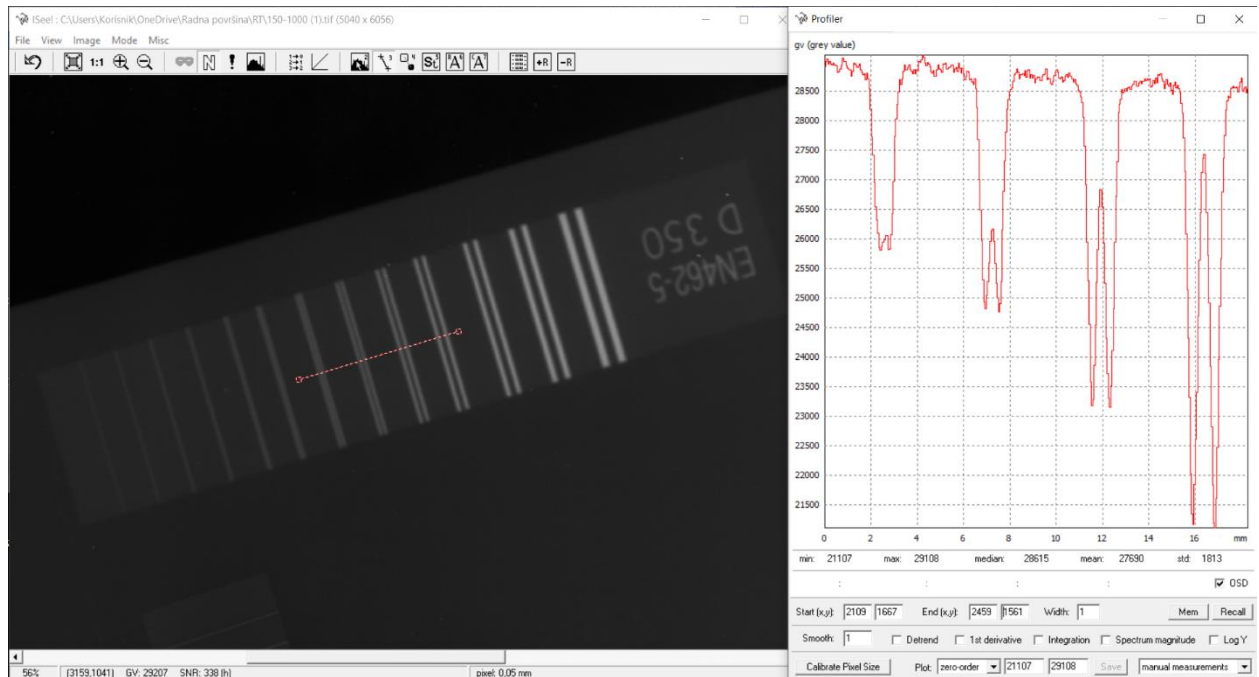 ISee! : C:\Users\Korisnik\OneDrive\Radna površina\RT\150-1000 (1).tif (5040 x 6056)
File View Image Mode Misc
1:1 N ! St "A" "A" +R -R
D 350
EN462-5
56% (3159,1041) GV: 29207 SNR: 338 (h) pixel: 0,05 mm
Profiler
gv (grey value)
28500
28000
27500
27000
26500
26000
25500
25000
24500
24000
23500
23000
22500
22000
21500
0 2 4 6 8 10 12 14 16 mm
min: 21107 max: 29108 median: 28615 mean: 27690 std: 1813
: : : : OSD
Start (x,y): 2109 1667 End (x,y): 2459 1561 Width: 1 Mem Recall
Smooth: 1 Detrend 1st derivative Integration Spectrum magnitude Log Y
Calibrate Pixel Size Plot: zero-order 21107 29108 Save manual measurements